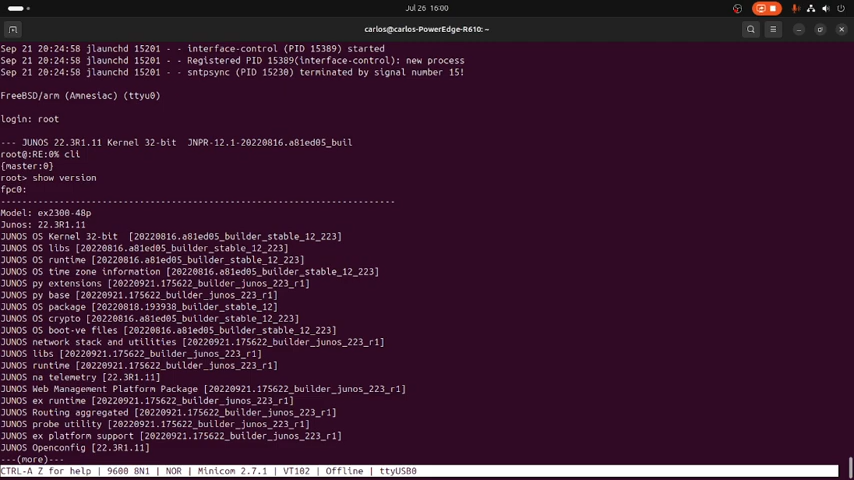 Jul 26 16:00
carlos@carlos-PowerEdge-R610: ~
Sep 21 20:24:58 jlaunchd 15201 - - interface-control (PID 15389) started
Sep 21 20:24:58 jlaunchd 15201 - - Registered PID 15389(interface-control): new process
Sep 21 20:24:58 jlaunchd 15201 - - sntpsync (PID 15230) terminated by signal number 15!
FreeBSD/arm (Amnesiac) (ttyu0)
login: root
--- JUNOS 22.3R1.11 Kernel 32-bit  JNPR-12.1-20220816.a81ed05_buil
root@:RE:0% cli
{master:0}
root> show version
fpc0:
--------------------------------------------------------------------------
Model: ex2300-48p
Junos: 22.3R1.11
JUNOS OS Kernel 32-bit  [20220816.a81ed05_builder_stable_12_223]
JUNOS OS libs [20220816.a81ed05_builder_stable_12_223]
JUNOS OS runtime [20220816.a81ed05_builder_stable_12_223]
JUNOS OS time zone information [20220816.a81ed05_builder_stable_12_223]
JUNOS py extensions [20220921.175622_builder_junos_223_r1]
JUNOS py base [20220921.175622_builder_junos_223_r1]
JUNOS OS package [20220818.193938_builder_stable_12]
JUNOS OS crypto [20220816.a81ed05_builder_stable_12_223]
JUNOS OS boot-ve files [20220816.a81ed05_builder_stable_12_223]
JUNOS network stack and utilities [20220921.175622_builder_junos_223_r1]
JUNOS libs [20220921.175622_builder_junos_223_r1]
JUNOS runtime [20220921.175622_builder_junos_223_r1]
JUNOS na telemetry [22.3R1.11]
JUNOS Web Management Platform Package [20220921.175622_builder_junos_223_r1]
JUNOS ex runtime [20220921.175622_builder_junos_223_r1]
JUNOS Routing aggregated [20220921.175622_builder_junos_223_r1]
JUNOS probe utility [20220921.175622_builder_junos_223_r1]
JUNOS ex platform support [20220921.175622_builder_junos_223_r1]
JUNOS Openconfig [22.3R1.11]
---(more)---
CTRL-A Z for help | 9600 8N1 | NOR | Minicom 2.7.1 | VT102 | Offline | ttyUSB0